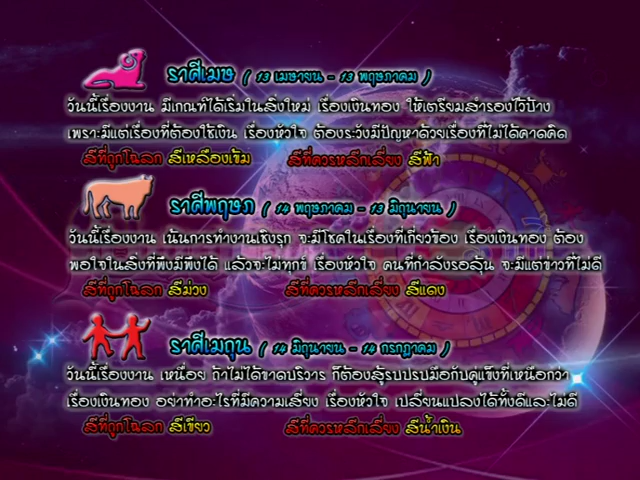 ราศีเมษ ( 13 เมษายน - 13 พฤษภาคม )
วันนี้เรื่องงาน มีเกณฑ์ได้เริ่มในสิ่งใหม่ เรื่องเงินทอง ให้เตรียมสำรองไว้บ้าง
เพราะมีแต่เรื่องที่ต้องใช้เงิน เรื่องหัวใจ ต้องระวังมีปัญหาด้วยเรื่องที่ไม่ได้คาดคิด
สีที่ถูกโฉลก สีเหลืองเข้ม สีที่ควรหลีกเลี่ยง สีฟ้า
ราศีพฤษภ ( 14 พฤษภาคม - 13 มิถุนายน )
วันนี้เรื่องงาน เน้นการทำงานเชิงรุก จะมีโชคในเรื่องที่เกี่ยวข้อง เรื่องเงินทอง ต้อง
พอใจในสิ่งที่พึงมีพึงได้ แล้วจะไม่ทุกข์ เรื่องหัวใจ คนที่กำลังรอลุ้น จะมีแต่ข่าวที่ไม่ดี
สีที่ถูกโฉลก สีม่วง สีที่ควรหลีกเลี่ยง สีแดง
ราศีเมถุน ( 14 มิถุนายน - 14 กรกฎาคม )
วันนี้เรื่องงาน เหนื่อย ถ้าไม่ได้ขาดบริวาร ก็ต้องสู้รบปรบมือกับคู่แข็งที่เหนือกว่า
เรื่องเงินทอง อย่าทำอะไรที่มีความเสี่ยง เรื่องหัวใจ เปลี่ยนแปลงได้ทั้งดีและไม่ดี
สีที่ถูกโฉลก สีเขียว สีที่ควรหลีกเลี่ยง สีน้ำเงิน